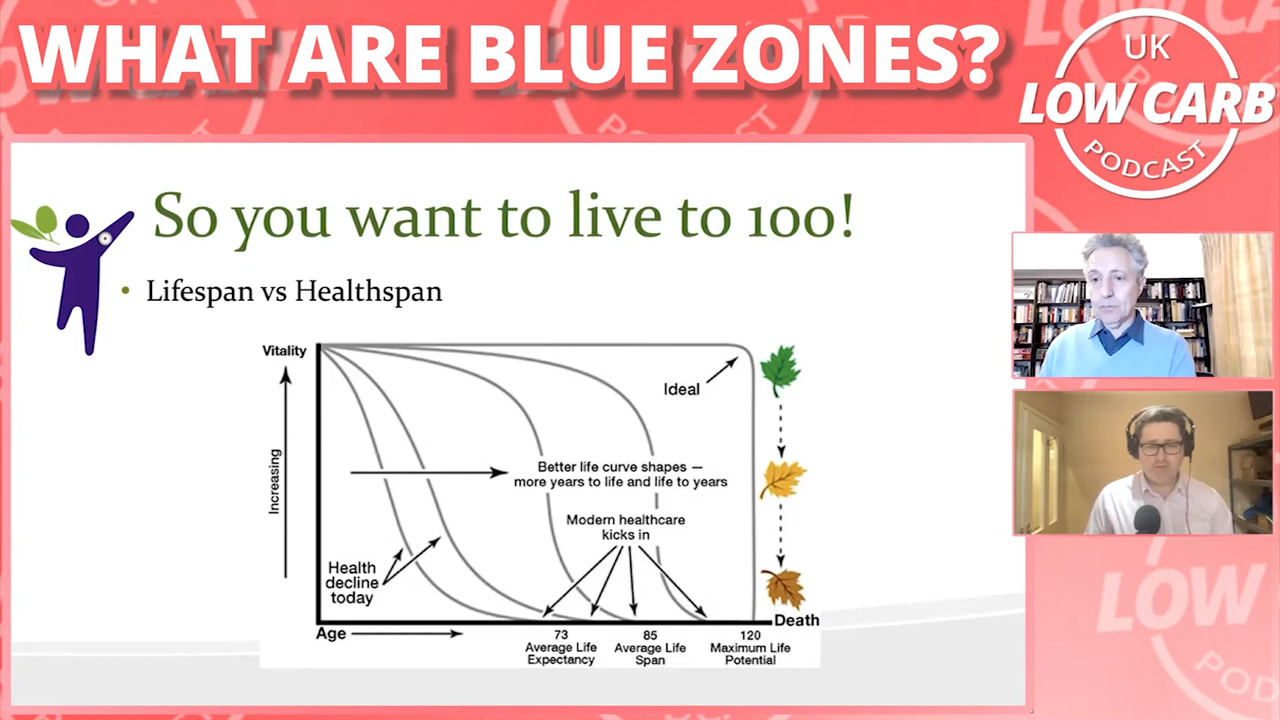 WHAT ARE BLUE ZONES?
UK
LOW CARB
PODCAST
So you want to live to 100!
• Lifespan vs Healthspan
Vitality
Increasing
Ideal
Better life curve shapes —
more years to life and life to years
Modern healthcare
kicks in
Health
decline
today
Death
Age
73
Average Life
Expectancy
85
Average Life
Span
120
Maximum Life
Potential
LOW